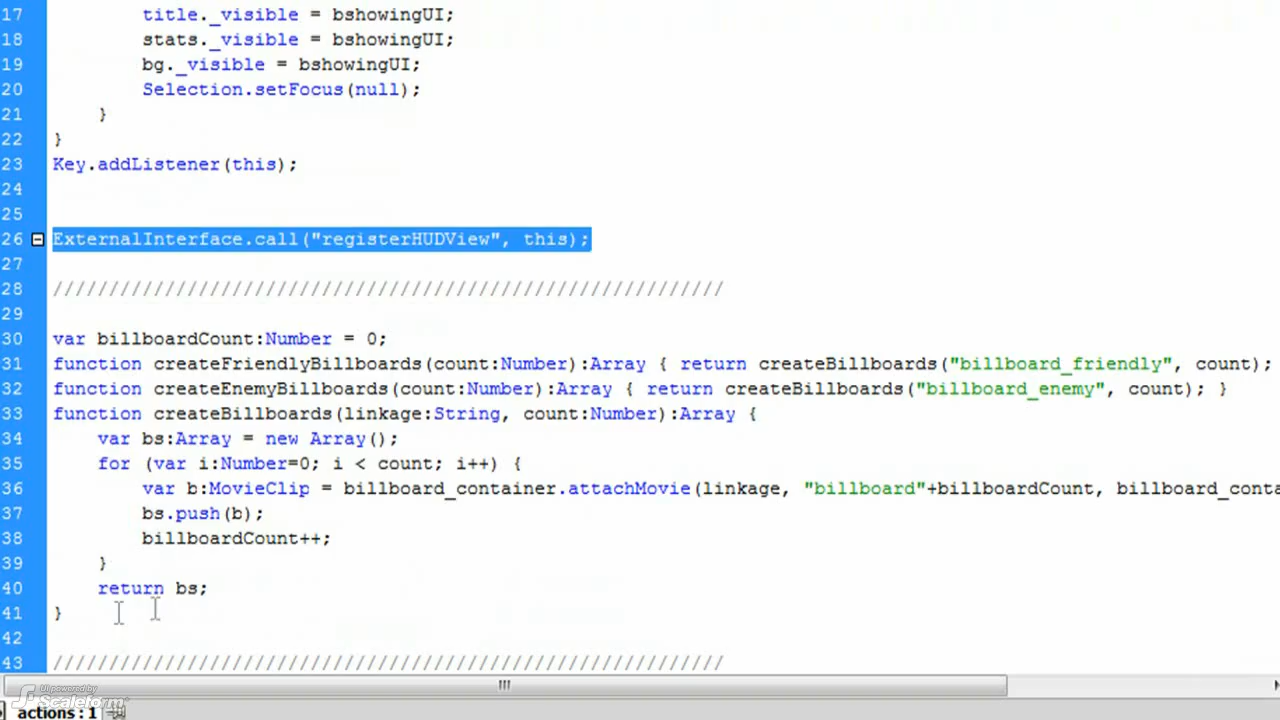 17 title._visible = bshowingUI;
18 stats._visible = bshowingUI;
19 bg._visible = bshowingUI;
20 Selection.setFocus(null);
21 }
22 }
23 Key.addListener(this);
24
25
26 ExternalInterface.call("registerHUDView", this);
27
28 ////////////////////////////////////////////////////////////
29
30 var billboardCount:Number = 0;
31 function createFriendlyBillboards(count:Number):Array { return createBillboards("billboard_friendly", count);
32 function createEnemyBillboards(count:Number):Array { return createBillboards("billboard_enemy", count); }
33 function createBillboards(linkage:String, count:Number):Array {
34 var bs:Array = new Array();
35 for (var i:Number=0; i < count; i++) {
36 var b:MovieClip = billboard_container.attachMovie(linkage, "billboard"+billboardCount, billboard_conta
37 bs.push(b);
38 billboardCount++;
39 }
40 return bs;
41 }
42
43 ////////////////////////////////////////////////////////////
UI powered by
Scaleform
actions:1